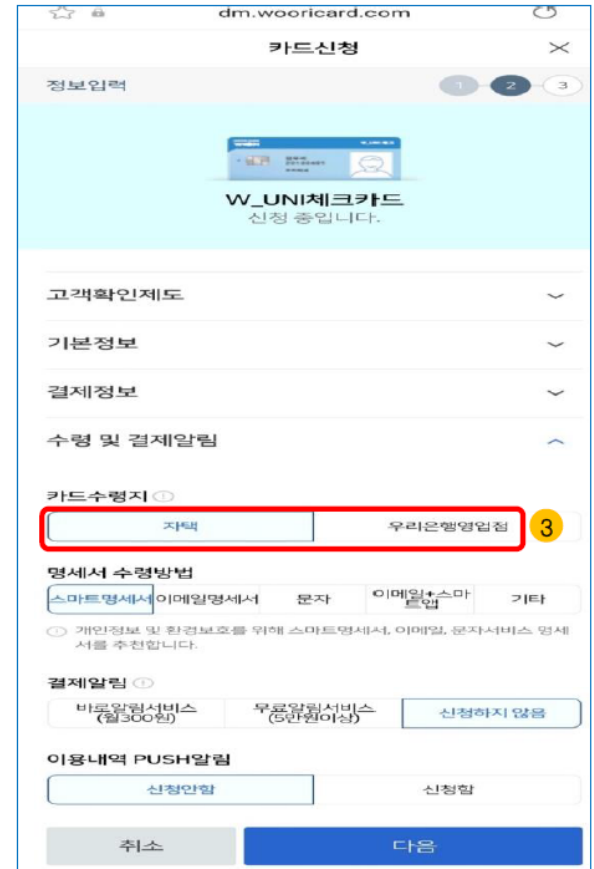 dm.wooricard.com
카드신청
정보입력
1 2 3
W_UNI체크카드
신청 중입니다.
고객확인제도
기본정보
결제정보
수령 및 결제알림
카드수령지
자택 우리은행영업점
3
명세서 수령방법
스마트명세서 이메일명세서 문자 이메일+스마트앱 기타
개인정보 및 환경보호를 위해 스마트명세서, 이메일, 문자서비스 명세
서를 추천합니다.
결제알림
바로알림서비스 무료알림서비스 신청하지 않음
(월300원) (5만원이상)
이용내역 PUSH알림
신청안함 신청함
취소 다음